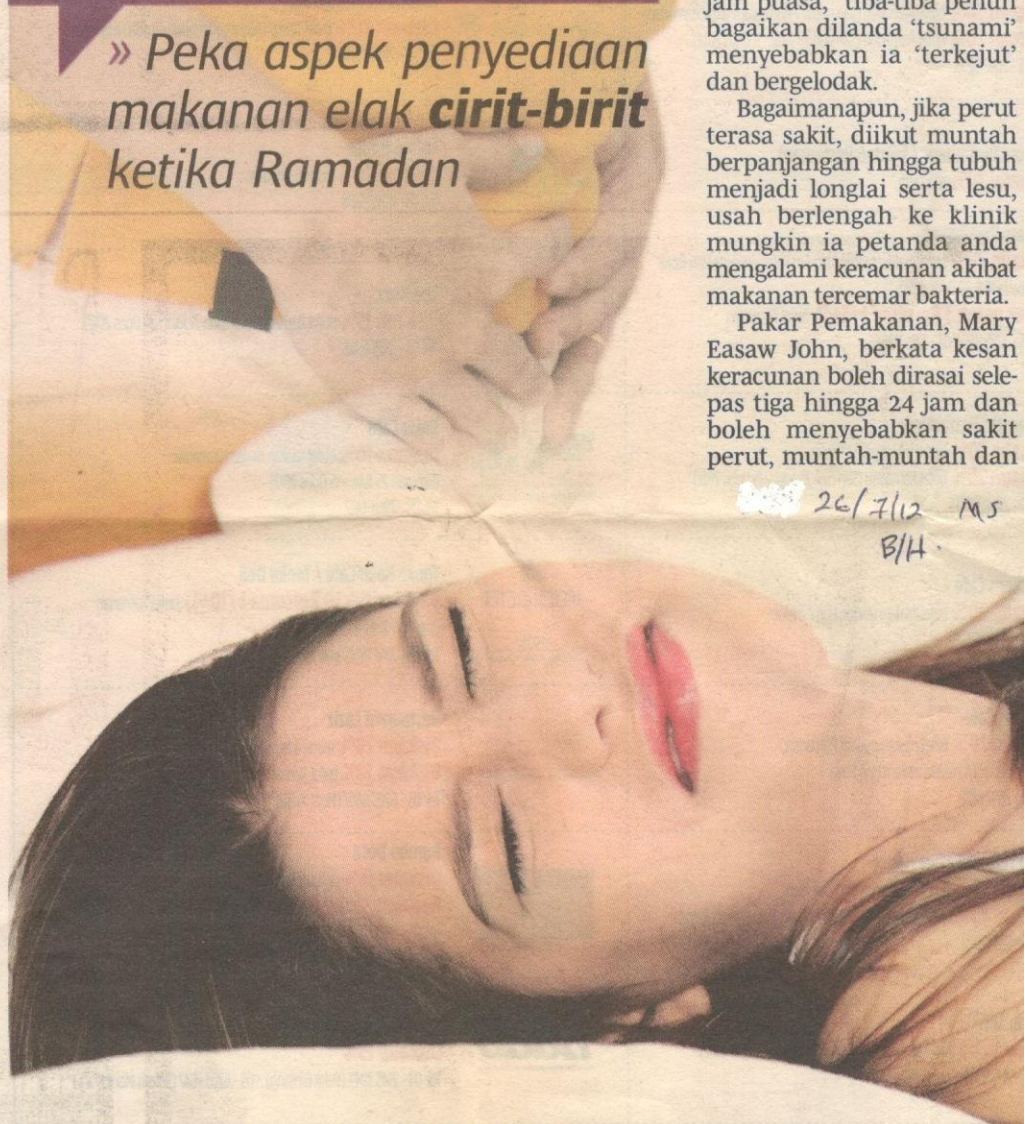 » Peka aspek penyediaan
makanan elak cirit-birit
ketika Ramadan
jam puasa, tiba-tiba penuh
bagaikan dilanda ‘tsunami’
menyebabkan ia ‘terkejut’
dan bergelodak.
Bagaimanapun, jika perut
terasa sakit, diikut muntah
berpanjangan hingga tubuh
menjadi longlai serta lesu,
usah berlengah ke klinik
mungkin ia petanda anda
mengalami keracunan akibat
makanan tercemar bakteria.
Pakar Pemakanan, Mary
Easaw John, berkata kesan
keracunan boleh dirasai sele-
pas tiga hingga 24 jam dan
boleh menyebabkan sakit
perut, muntah-muntah dan
26/7/12 MS
B/H.